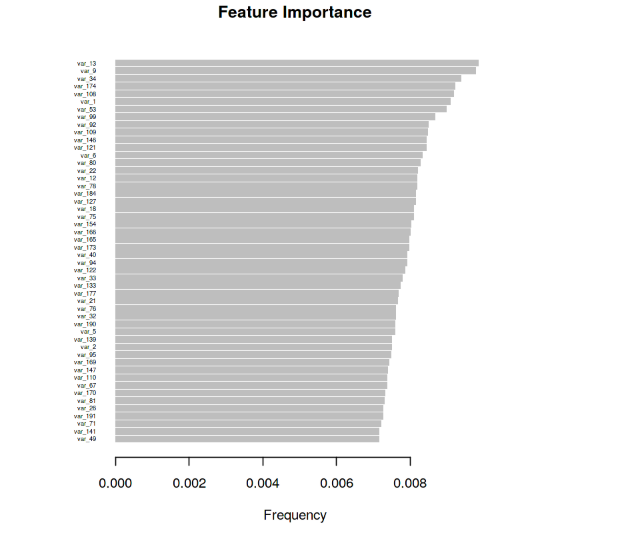 Feature Importance
var_13
var_9
var_34
var_174
var_108
var_1
var_53
var_99
var_92
var_109
var_146
var_121
var_6
var_80
var_22
var_12
var_78
var_184
var_127
var_18
var_75
var_154
var_166
var_165
var_173
var_40
var_94
var_122
var_33
var_133
var_177
var_21
var_76
var_32
var_190
var_5
var_139
var_2
var_95
var_169
var_147
var_110
var_67
var_170
var_81
var_26
var_191
var_71
var_141
var_49
0.000 0.002 0.004 0.006 0.008
Frequency